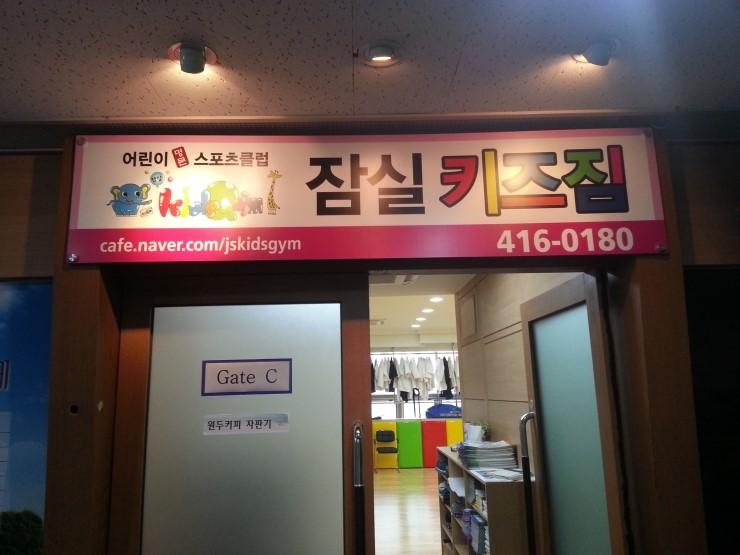 어린이 명문 스포츠클럽
kidsgym
잠실 키즈짐
cafe.naver.com/jskidsgym
416-0180
Gate C
원두커피 자판기